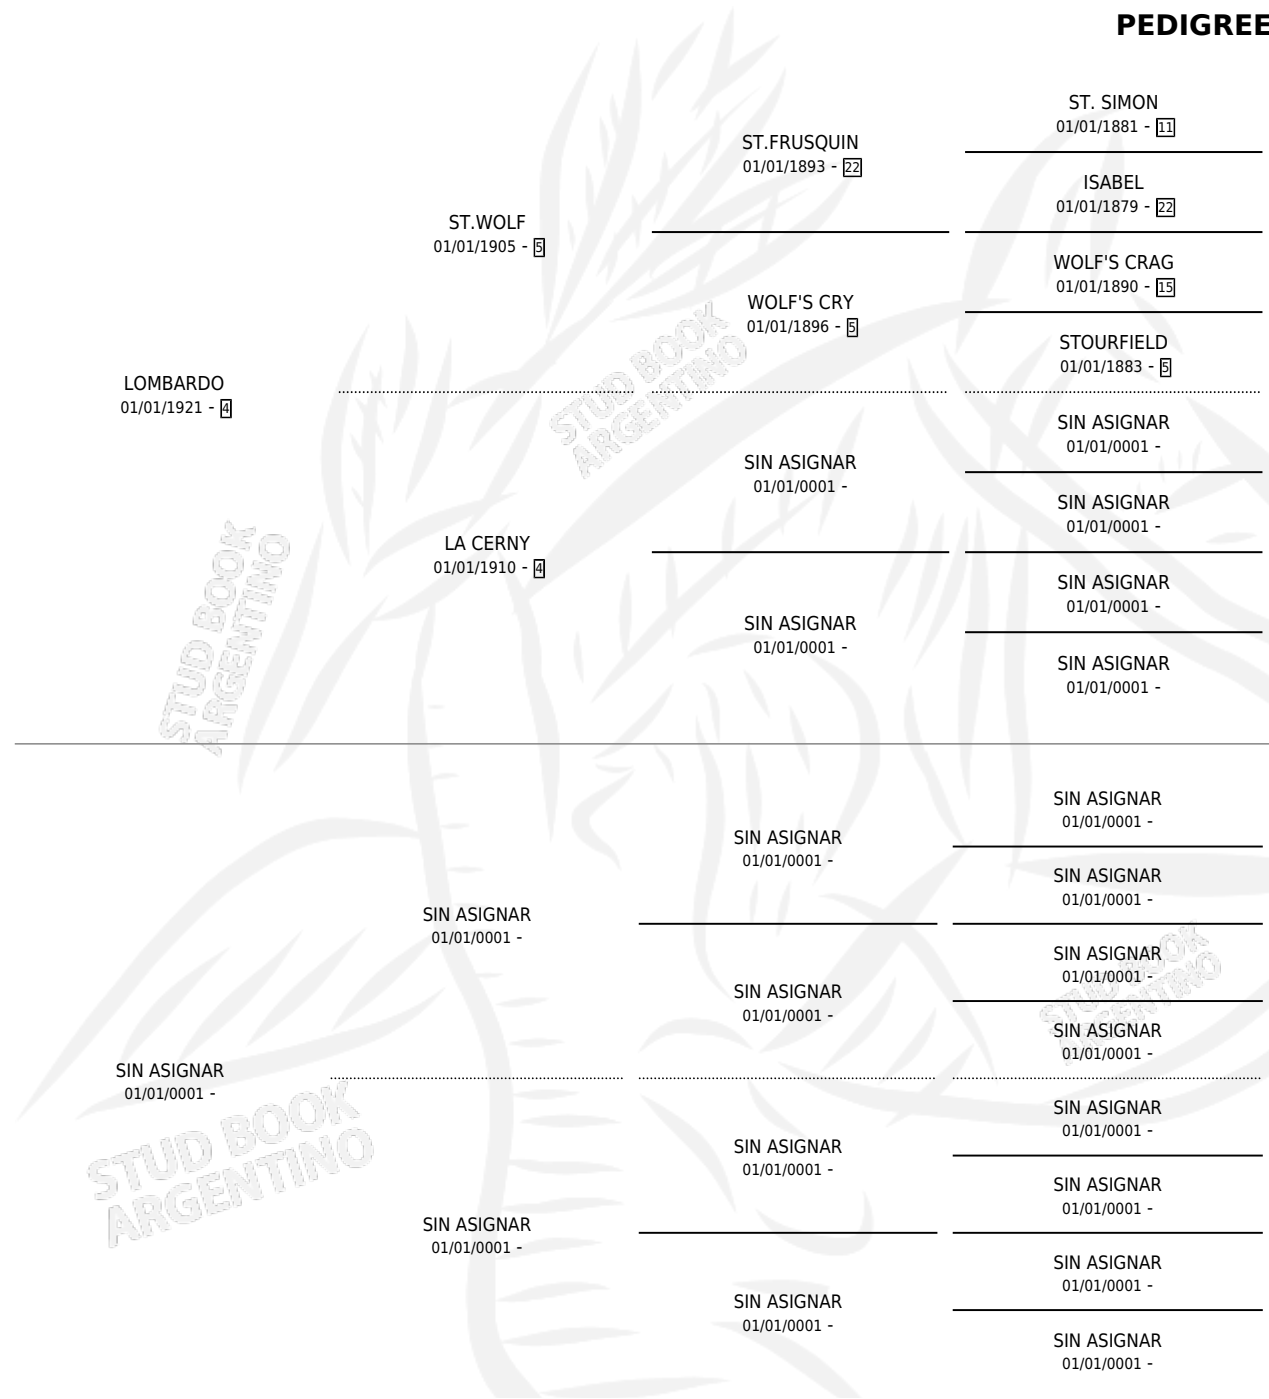 PEDIGREE
ST. SIMON
01/01/1881 - 11
ST.FRUSQUIN
01/01/1893 - 22
ISABEL
01/01/1879 - 22
ST.WOLF
01/01/1905 - 5
WOLF'S CRAG
01/01/1890 - 15
WOLF'S CRY
01/01/1896 - 5
STOURFIELD
01/01/1883 - 5
LOMBARDO
01/01/1921 - 4
STUD BOOK
ARGENTINO
SIN ASIGNAR
01/01/0001 -
SIN ASIGNAR
01/01/0001 -
SIN ASIGNAR
01/01/0001 -
LA CERNY
01/01/1910 - 4
SIN ASIGNAR
01/01/0001 -
SIN ASIGNAR
01/01/0001 -
SIN ASIGNAR
01/01/0001 -
STUD BOOK
ARGENTINO
SIN ASIGNAR
01/01/0001 -
SIN ASIGNAR
01/01/0001 -
SIN ASIGNAR
01/01/0001 -
SIN ASIGNAR
01/01/0001 -
SIN ASIGNAR
01/01/0001 -
SIN ASIGNAR
01/01/0001 -
SIN ASIGNAR
01/01/0001 -
STUD BOOK
ARGENTINO
SIN ASIGNAR
01/01/0001 -
SIN ASIGNAR
01/01/0001 -
SIN ASIGNAR
01/01/0001 -
SIN ASIGNAR
01/01/0001 -
STUD BOOK
ARGENTINO
SIN ASIGNAR
01/01/0001 -
SIN ASIGNAR
01/01/0001 -
SIN ASIGNAR
01/01/0001 -
SIN ASIGNAR
01/01/0001 -